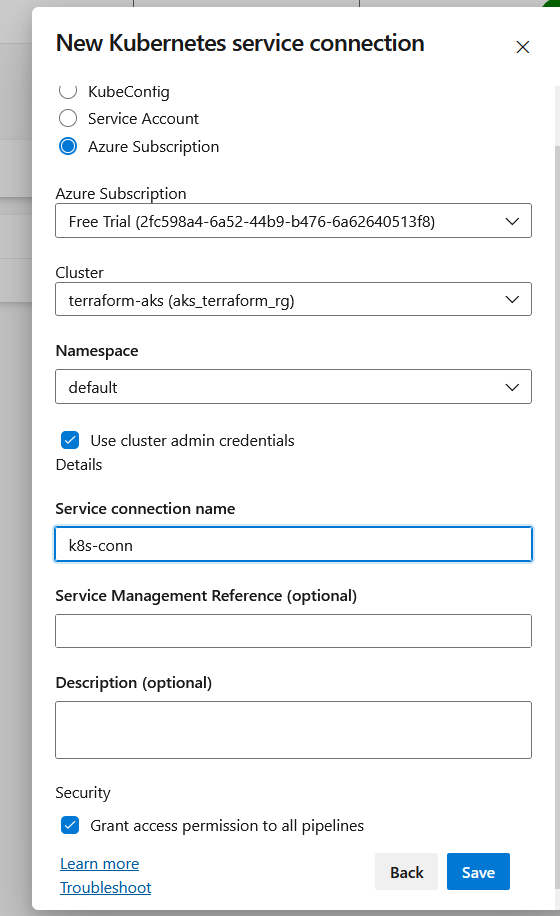 New Kubernetes service connection
KubeConfig
Service Account
Azure Subscription
Azure Subscription
Free Trial (2fc598a4-6a52-44b9-b476-6a62640513f8)
Cluster
terraform-aks (aks_terraform_rg)
Namespace
default
Use cluster admin credentials
Details
Service connection name
k8s-conn
Service Management Reference (optional)
Description (optional)
Security
Grant access permission to all pipelines
Learn more
Troubleshoot
Back
Save